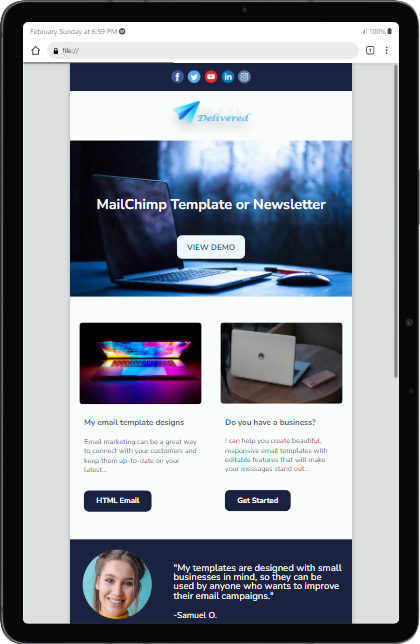 February Sunday at 6:59 PM
100%
file://
1
Delivered
MailChimp Template or Newsletter
VIEW DEMO
My email template designs
Do you have a business?
Email marketing can be a great way
to connect with your customers and
keep them up-to-date on your
latest...
I can help you create beautiful,
responsive email templates with
editable features that will make
your messages stand out...
HTML Email
Get Started
"My templates are designed with small
businesses in mind, so they can be
used by anyone who wants to improve
their email campaigns."
-Samuel O.